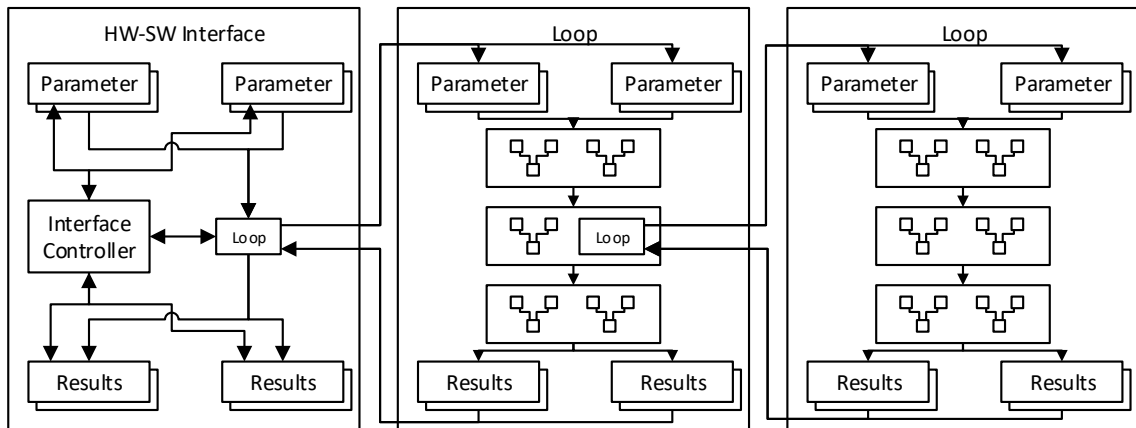 HW-SW Interface
Parameter
Parameter
Interface
Controller
Loop
Results
Results
Loop
Parameter
Parameter
Loop
Results
Results
Loop
Parameter
Parameter
Results
Results